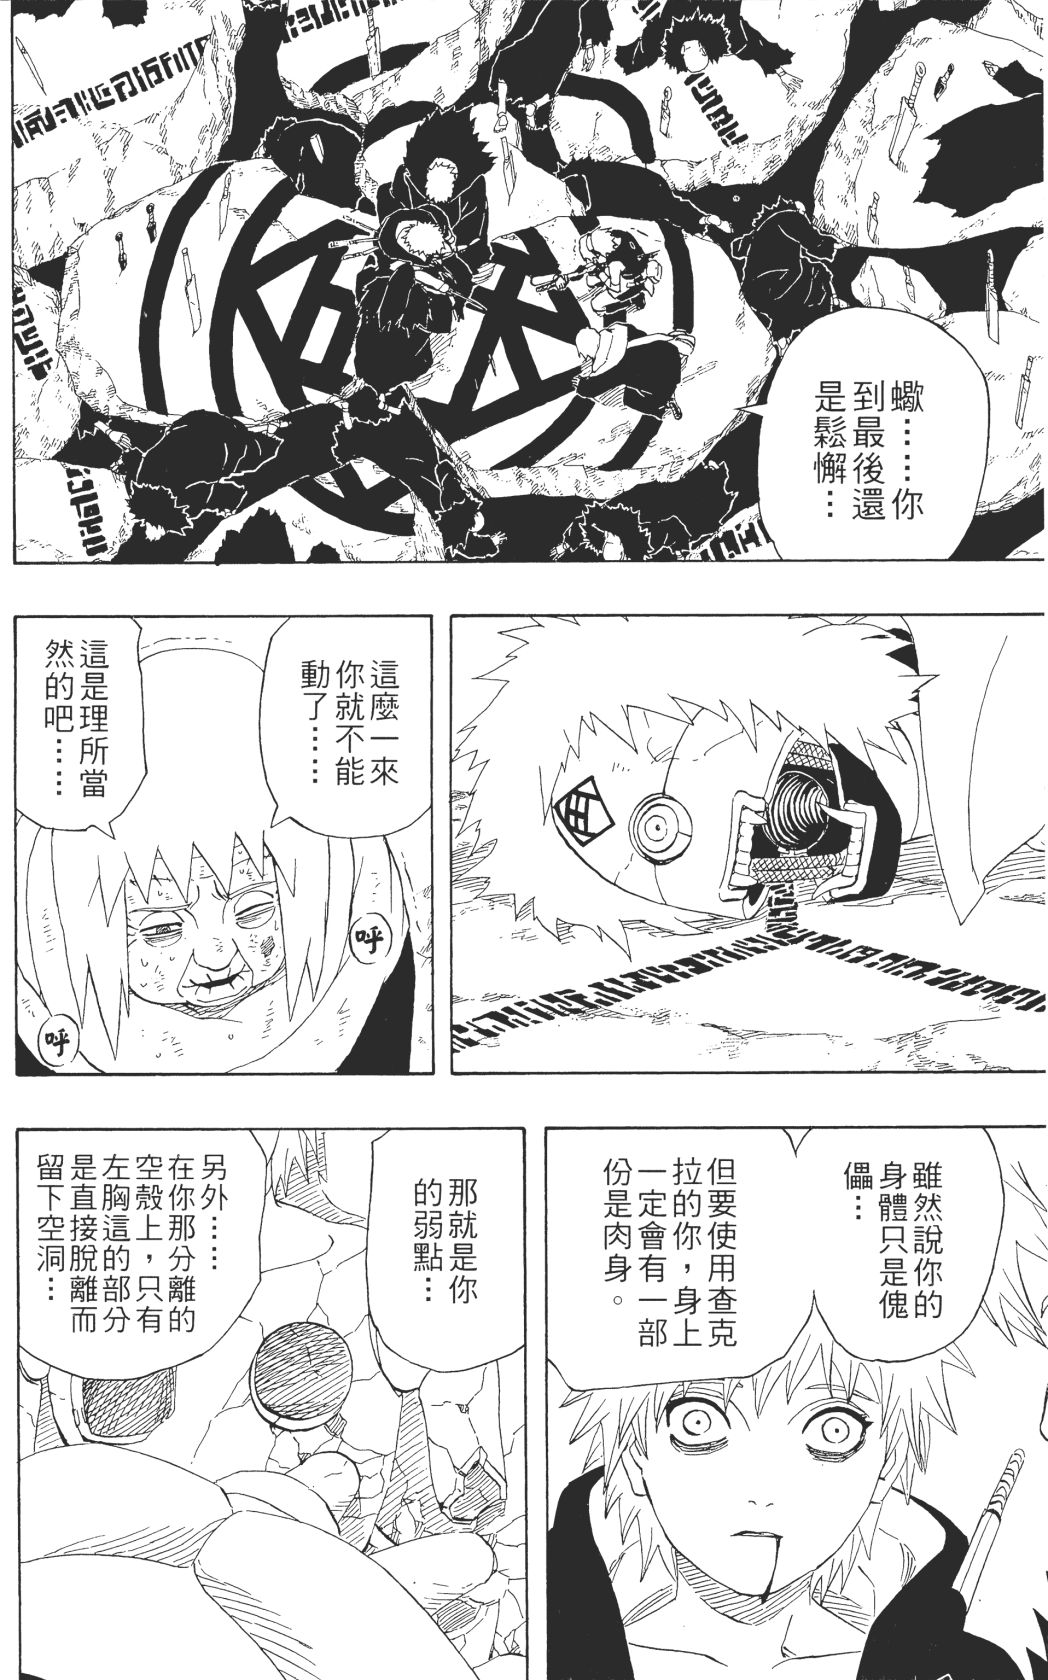 蠍……你
到最後還
是鬆懈…
這麼一來
你就不能
動了……
這是理所當
然的吧……
呼
呼
雖然說你的
身體只是傀
儡…
但要使用查克
拉的你，身上
一定會有一部
份是肉身。
那就是你
的弱點…
另外……
在你那分離的
空殼上，只有
左胸這的部分
是直接脫離而
留下空洞…